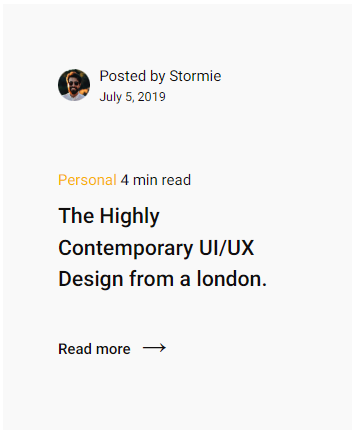 Posted by Stormie
July 5, 2019
Personal 4 min read
The Highly
Contemporary UI/UX
Design from a london.
Read more